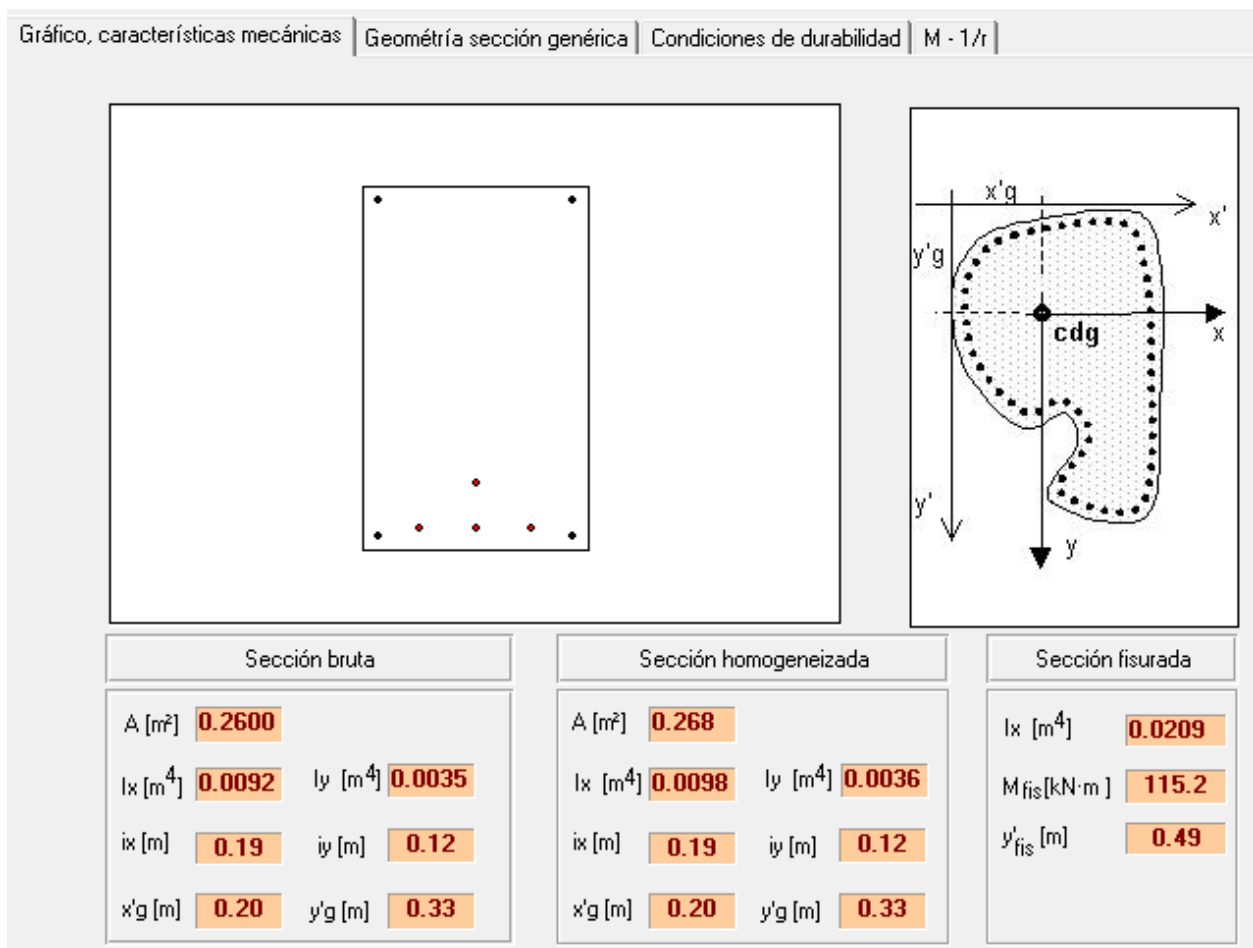 Gráfico, características mecánicas Geométría sección genérica Condiciones de durabilidad M - 1/r
x'g
x'
y'g
cdg
x
y'
y
Sección bruta Sección homogeneizada Sección fisurada
A [m²] 0.2600 A [m²] 0.268 Ix [m4] 0.0209
Ix [m4] 0.0092 Iy [m4] 0.0035 Ix [m4] 0.0098 Iy [m4] 0.0036 Mfis[kN·m ] 115.2
ix [m] 0.19 iy [m] 0.12 ix [m] 0.19 iy [m] 0.12 y'fis [m] 0.49
x'g [m] 0.20 y'g [m] 0.33 x'g [m] 0.20 y'g [m] 0.33